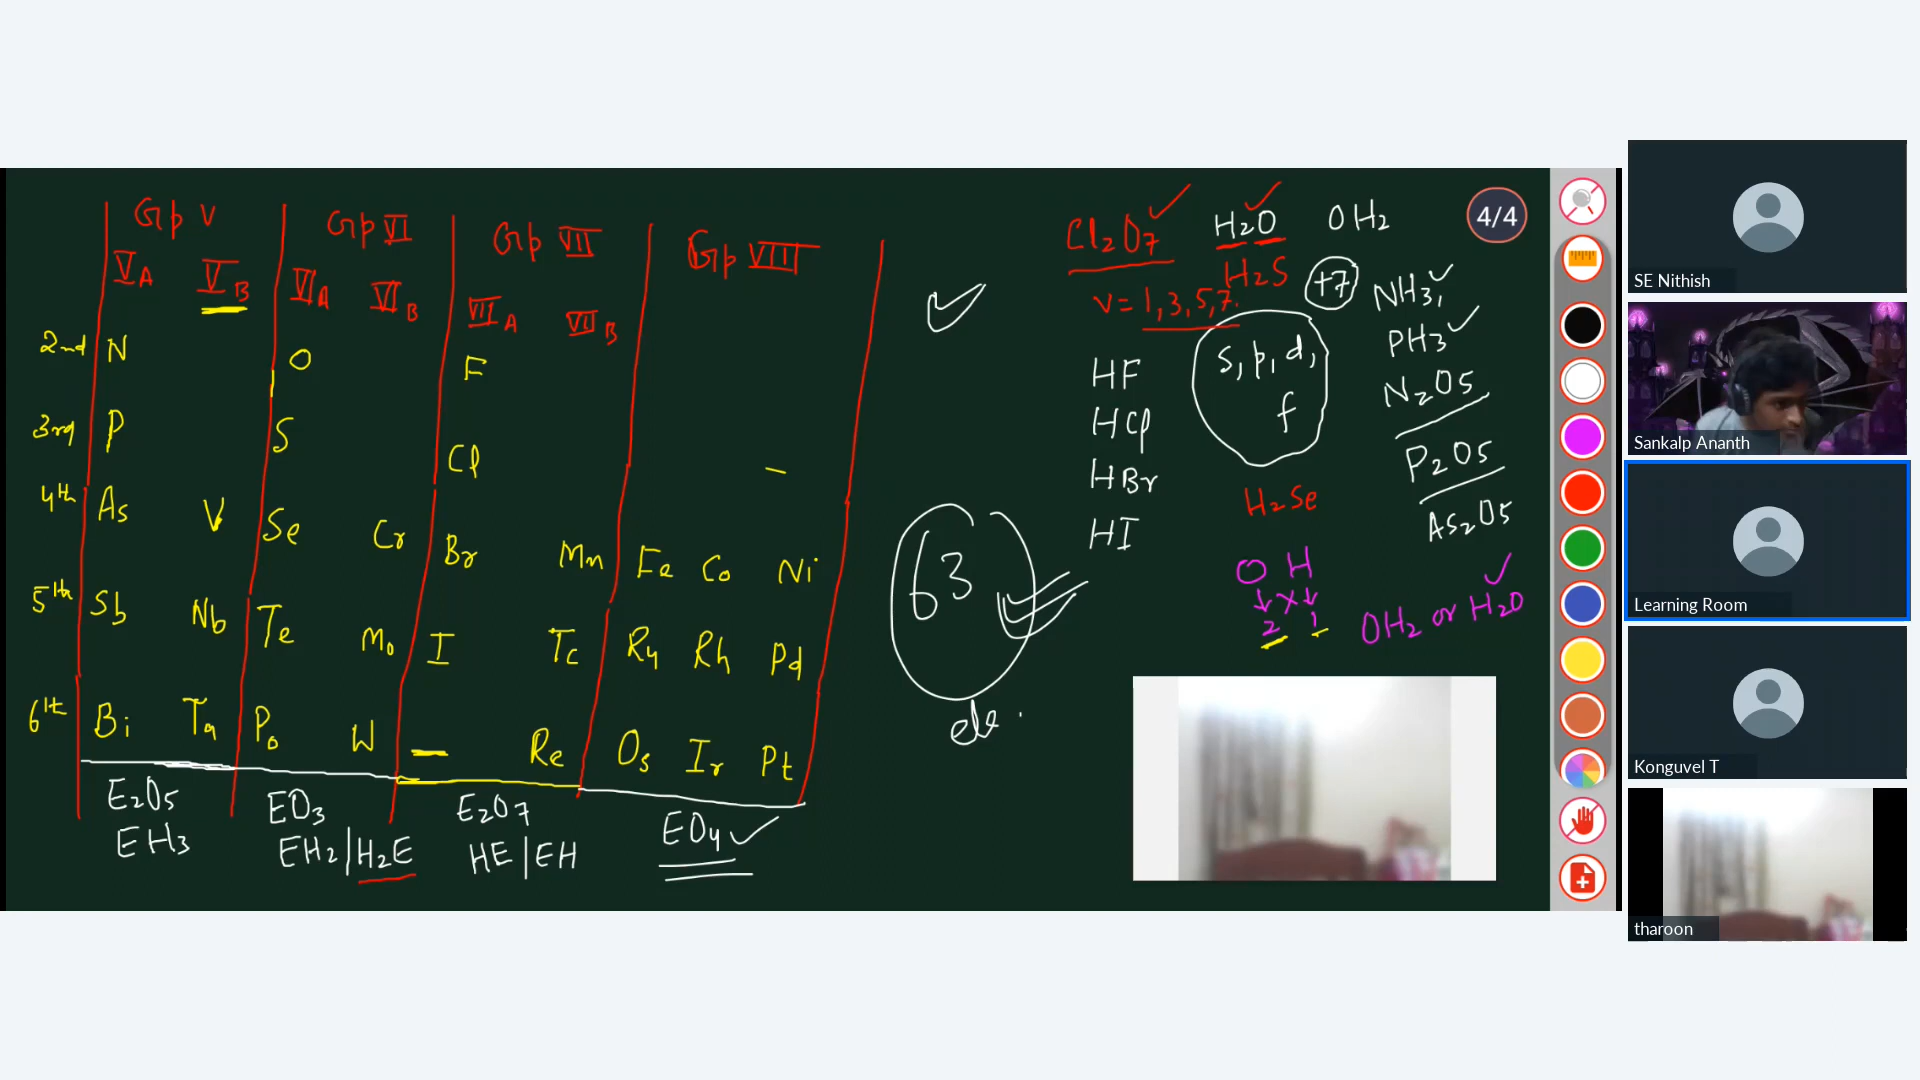 Gp V Gp VI Gp VII Gp VIII
VA VB VIA VIB VIIA VIIB
2nd N O F
3rd P S Cl –
4th As V Se Cr Br Mn Fe Co Ni
5th Sb Nb Te Mo I Tc Ru Rh Pd
6th Bi Ta Po W – Re Os Ir Pt
E2O5 EO3 E2O7 EO4
EH3 EH2/H2E HE/EH
63
ele.
Cl2O7 H2O OH2
H2S
V = 1,3,5,7. +7
NH3,
PH3
N2O5
P2O5
As2O5
HF
HCl
HBr
HI
s, p, d,
f
H2Se
O H
2 1
OH2 or H2O
4/4
SE Nithish
Sankalp Ananth
Learning Room
Konguvel T
tharoon